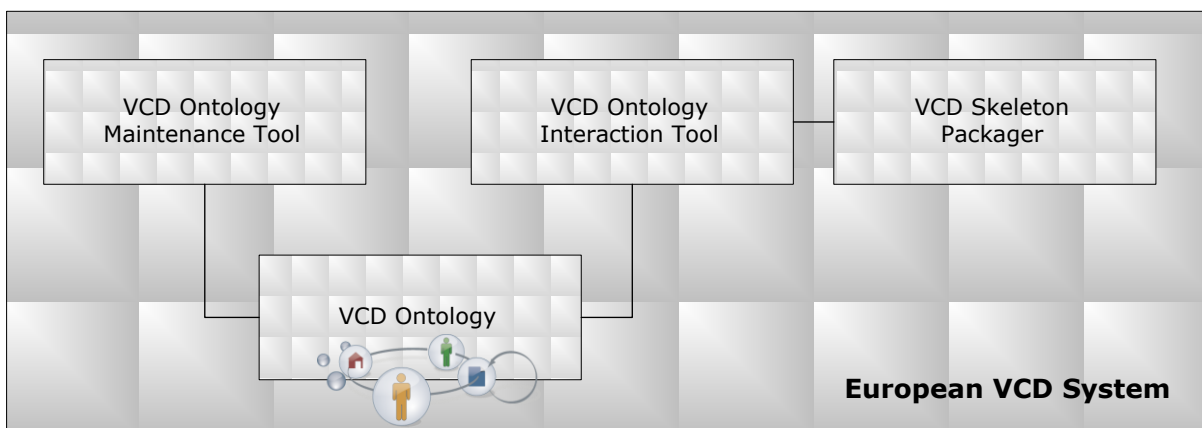 VCD Ontology
Maintenance Tool
VCD Ontology
Interaction Tool
VCD Skeleton
Packager
VCD Ontology
European VCD System